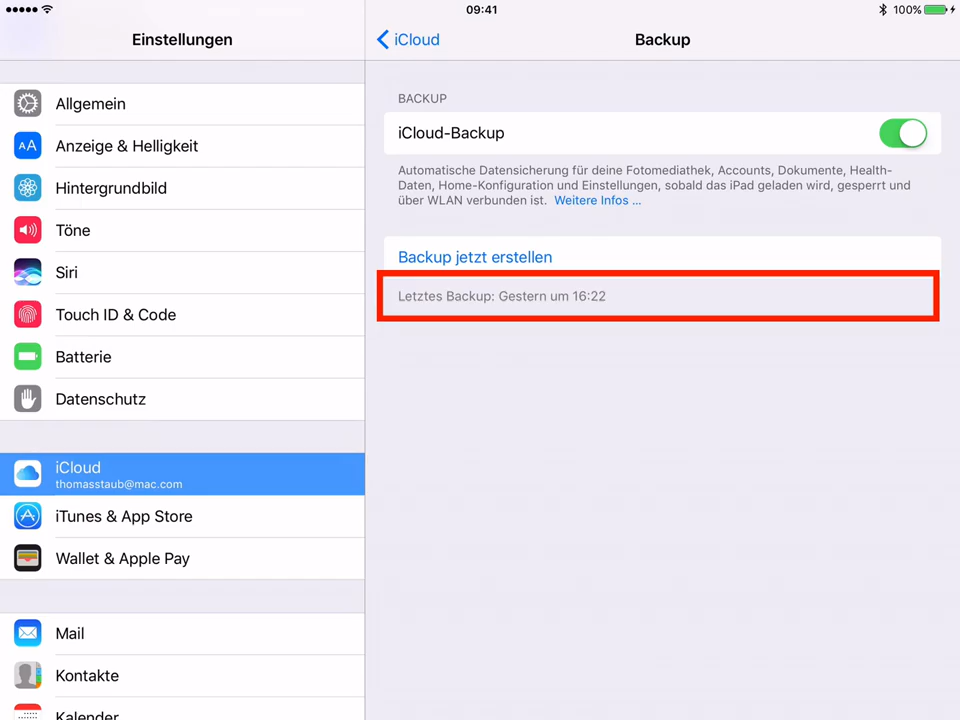 09:41
100%
Einstellungen
Allgemein
AA
Anzeige & Helligkeit
Hintergrundbild
Töne
Siri
Touch ID & Code
Batterie
Datenschutz
iCloud
thomasstaub@mac.com
iTunes & App Store
Wallet & Apple Pay
Mail
Kontakte
Kalender
iCloud
Backup
BACKUP
iCloud-Backup
Automatische Datensicherung für deine Fotomediathek, Accounts, Dokumente, Health-
Daten, Home-Konfiguration und Einstellungen, sobald das iPad geladen wird, gesperrt und
über WLAN verbunden ist. Weitere Infos ...
Backup jetzt erstellen
Letztes Backup: Gestern um 16:22